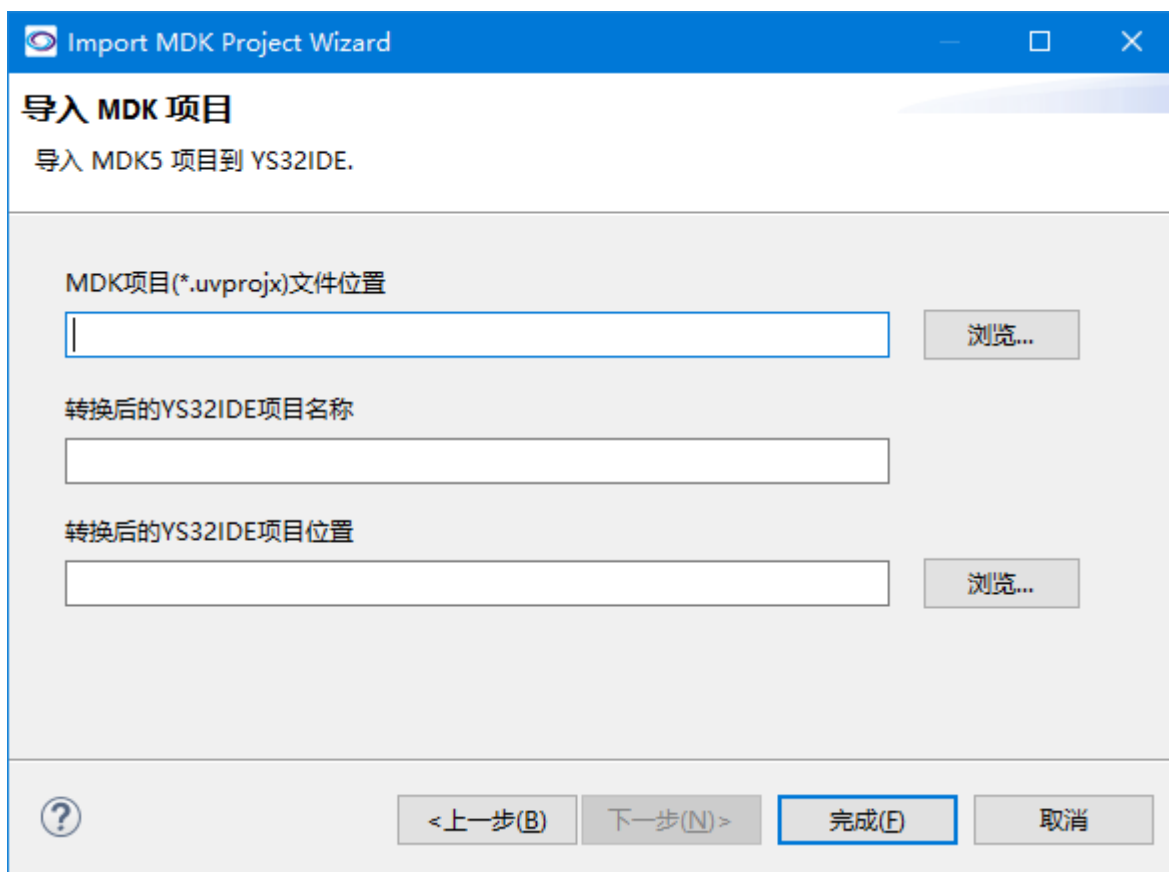 Import MDK Project Wizard
导入 MDK 项目
导入 MDK5 项目到 YS32IDE.
MDK项目(*.uvprojx)文件位置
浏览...
转换后的YS32IDE项目名称
转换后的YS32IDE项目位置
浏览...
<上一步(B) 下一步(N)> 完成(F) 取消